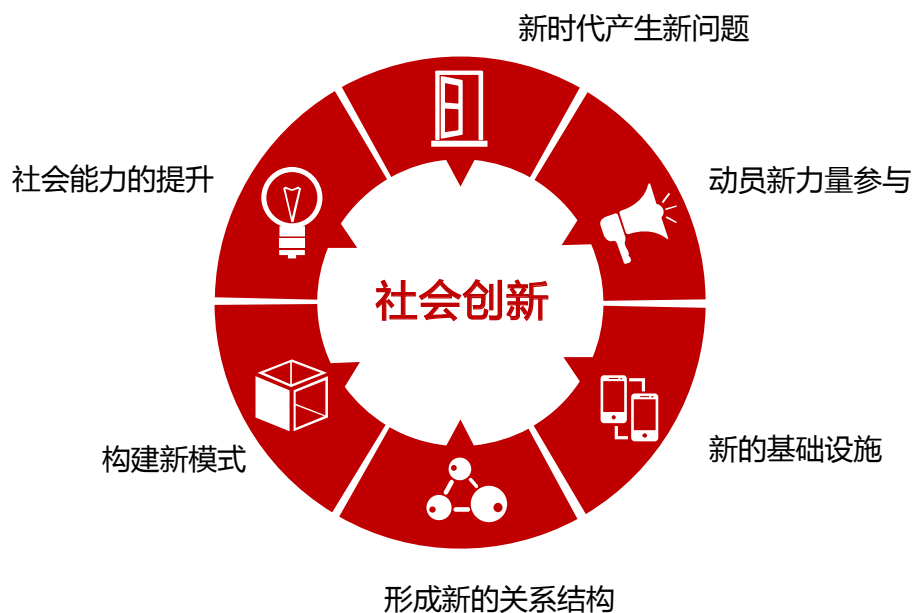 新时代产生新问题
社会能力的提升
动员新力量参与
社会创新
构建新模式
新的基础设施
形成新的关系结构